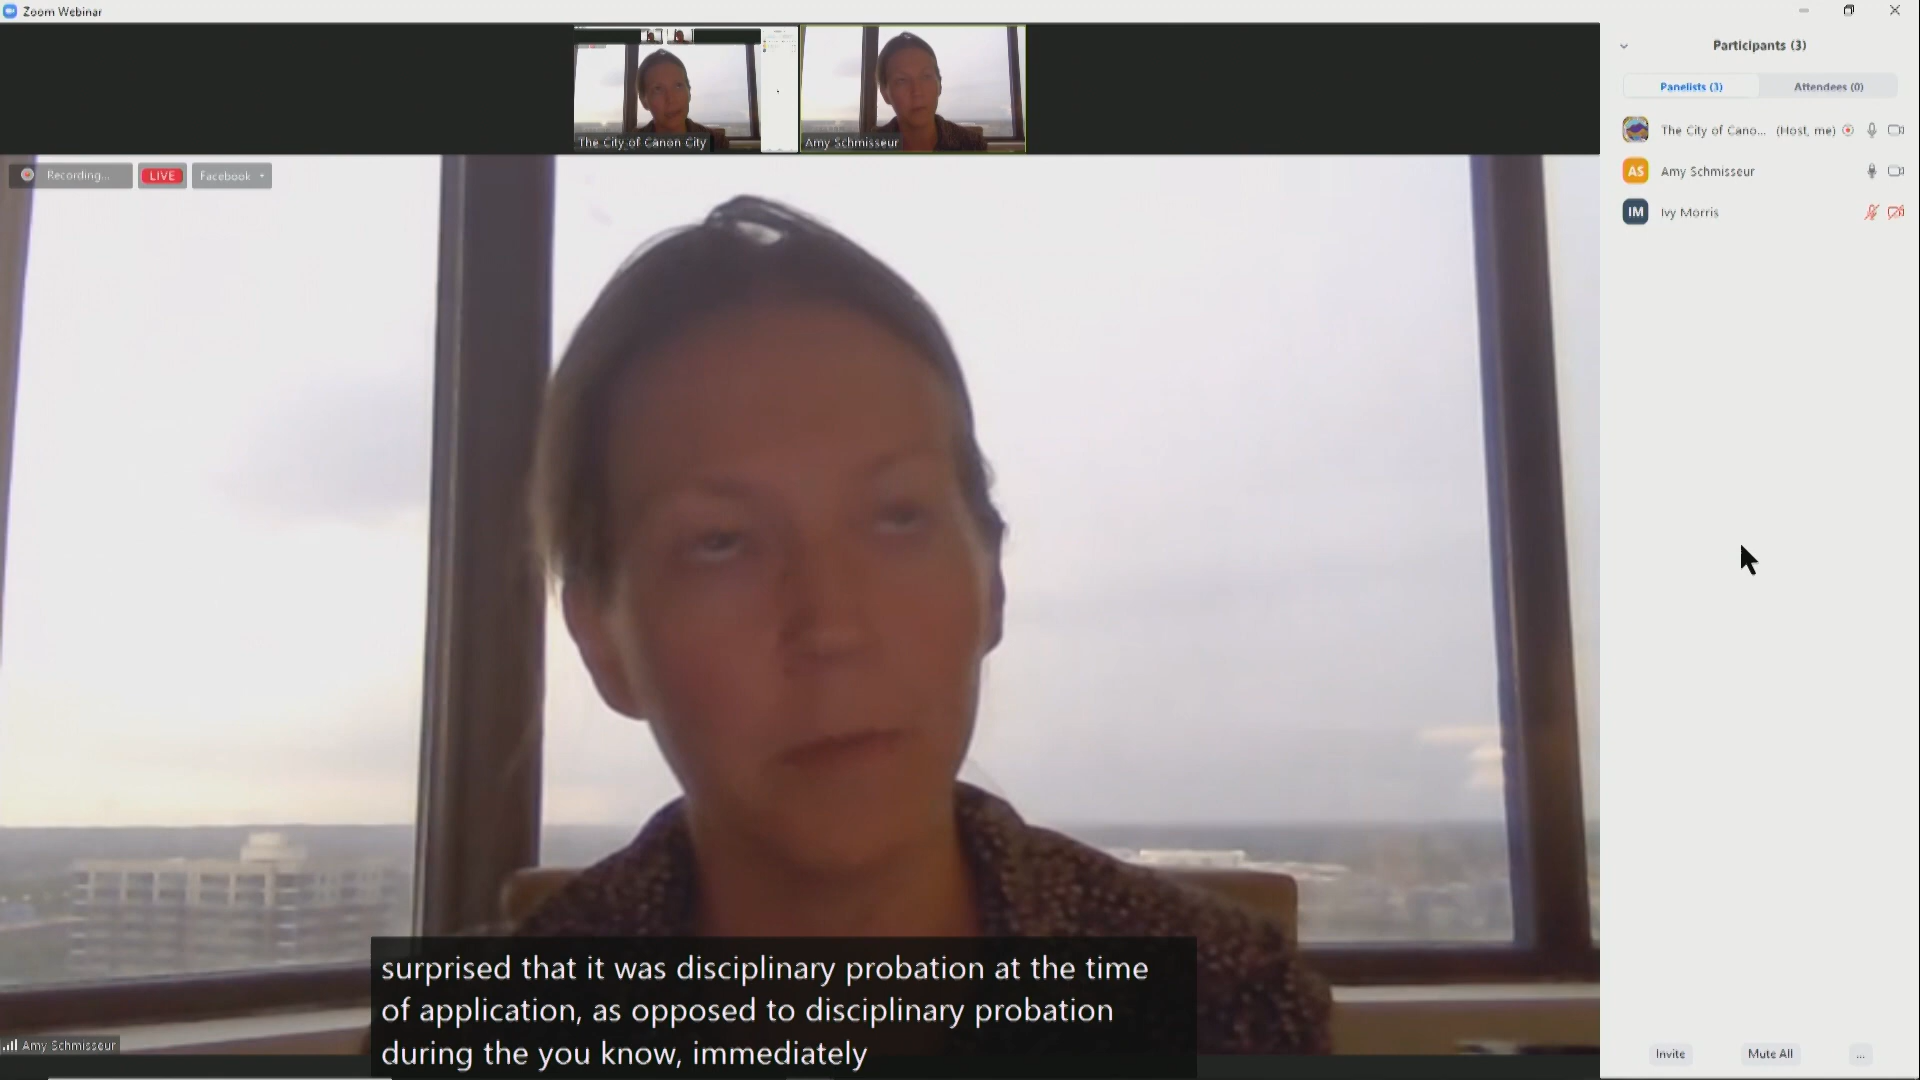 Zoom Webinar
Participants (3)
Panelists (3)
Attendees (0)
The City of Cano... (Host, me)
AS Amy Schmisseur
IM Ivy Morris
The City of Canon City
Amy Schmisseur
Recording...
LIVE
Facebook
surprised that it was disciplinary probation at the time
of application, as opposed to disciplinary probation
during the you know, immediately
Amy Schmisseur
Invite
Mute All
...